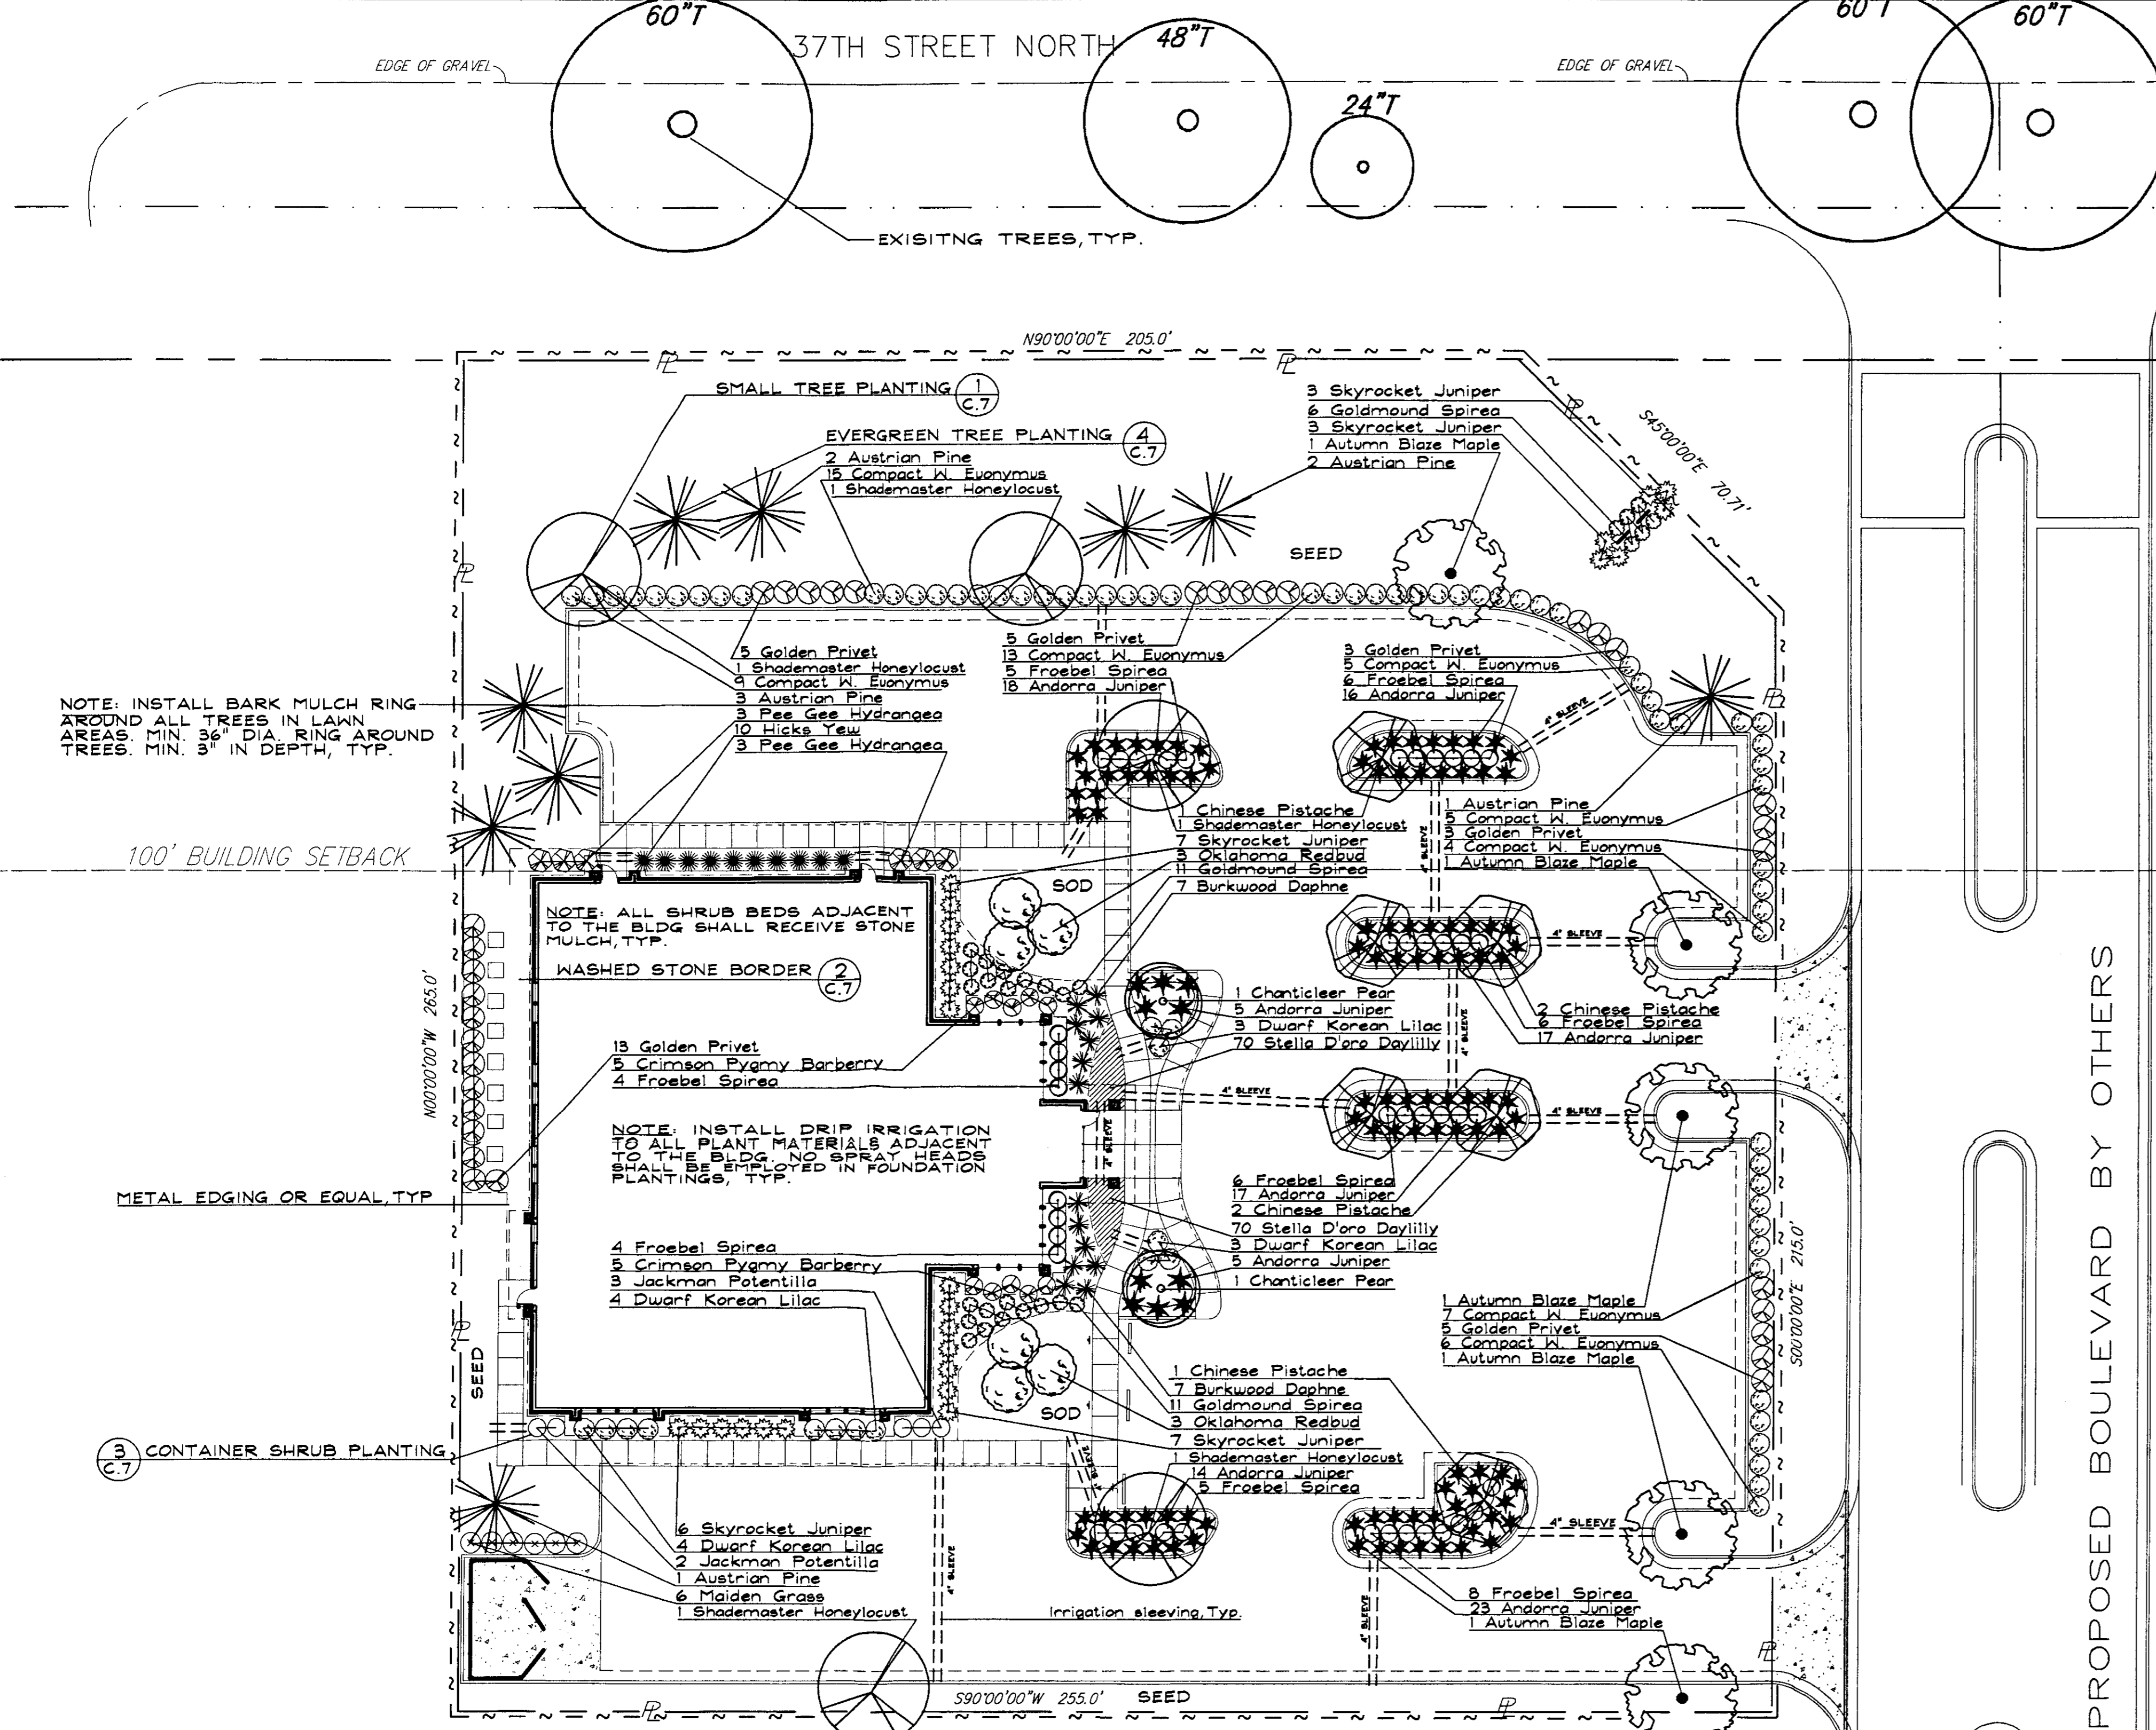 60"T
37TH STREET NORTH
48"T
60"T
60"T
EDGE OF GRAVEL
EDGE OF GRAVEL
24"T
EXISITNG TREES, TYP.
N90°00'00"E 205.0'
SMALL TREE PLANTING
1
C.7
EVERGREEN TREE PLANTING
4
C.7
2 Austrian Pine
15 Compact W. Euonymus
1 Shademaster Honeylocust
3 Skyrocket Juniper
6 Goldmound Spirea
3 Skyrocket Juniper
1 Autumn Blaze Maple
2 Austrian Pine
S45°00'00"E 70.71'
SEED
5 Golden Privet
1 Shademaster Honeylocust
9 Compact W. Euonymus
3 Austrian Pine
3 Pee Gee Hydrangea
10 Hicks Yew
3 Pee Gee Hydrangea
5 Golden Privet
13 Compact W. Euonymus
5 Froebel Spirea
18 Andorra Juniper
3 Golden Privet
5 Compact W. Euonymus
6 Froebel Spirea
16 Andorra Juniper
4" SLEEVE
NOTE: INSTALL BARK MULCH RING
AROUND ALL TREES IN LAWN
AREAS. MIN. 36" DIA. RING AROUND
TREES. MIN. 3" IN DEPTH, TYP.
1 Chinese Pistache
1 Shademaster Honeylocust
7 Skyrocket Juniper
3 Oklahoma Redbud
11 Goldmound Spirea
7 Burkwood Daphne
1 Austrian Pine
5 Compact W. Euonymus
3 Golden Privet
4 Compact W. Euonymus
1 Autumn Blaze Maple
4" SLEEVE
100' BUILDING SETBACK
SOD
NOTE: ALL SHRUB BEDS ADJACENT
TO THE BLDG SHALL RECEIVE STONE
MULCH, TYP.
WASHED STONE BORDER
2
C.7
4" SLEEVE
N00°00'00"W 265.0'
1 Chanticleer Pear
5 Andorra Juniper
3 Dwarf Korean Lilac
70 Stella D'oro Daylilly
2 Chinese Pistache
6 Froebel Spirea
17 Andorra Juniper
4" SLEEVE
13 Golden Privet
5 Crimson Pygmy Barberry
4 Froebel Spirea
4" SLEEVE
4" SLEEVE
NOTE: INSTALL DRIP IRRIGATION
TO ALL PLANT MATERIALS ADJACENT
TO THE BLDG. NO SPRAY HEADS
SHALL BE EMPLOYED IN FOUNDATION
PLANTINGS, TYP.
4" SLEEVE
METAL EDGING OR EQUAL, TYP
6 Froebel Spirea
17 Andorra Juniper
2 Chinese Pistache
70 Stella D'oro Daylilly
3 Dwarf Korean Lilac
5 Andorra Juniper
1 Chanticleer Pear
4 Froebel Spirea
5 Crimson Pygmy Barberry
3 Jackman Potentilla
4 Dwarf Korean Lilac
1 Autumn Blaze Maple
7 Compact W. Euonymus
5 Golden Privet
6 Compact W. Euonymus
1 Autumn Blaze Maple
S00°00'00"E 215.0'
PROPOSED BOULEVARD BY OTHERS
SEED
SOD
1 Chinese Pistache
7 Burkwood Daphne
11 Goldmound Spirea
3 Oklahoma Redbud
7 Skyrocket Juniper
1 Shademaster Honeylocust
14 Andorra Juniper
5 Froebel Spirea
3
C.7
CONTAINER SHRUB PLANTING
4" SLEEVE
4" SLEEVE
6 Skyrocket Juniper
4 Dwarf Korean Lilac
2 Jackman Potentilla
1 Austrian Pine
6 Maiden Grass
1 Shademaster Honeylocust
4" SLEEVE
Irrigation sleeving, Typ.
4" SLEEVE
8 Froebel Spirea
23 Andorra Juniper
1 Autumn Blaze Maple
S90°00'00"W 255.0'
SEED